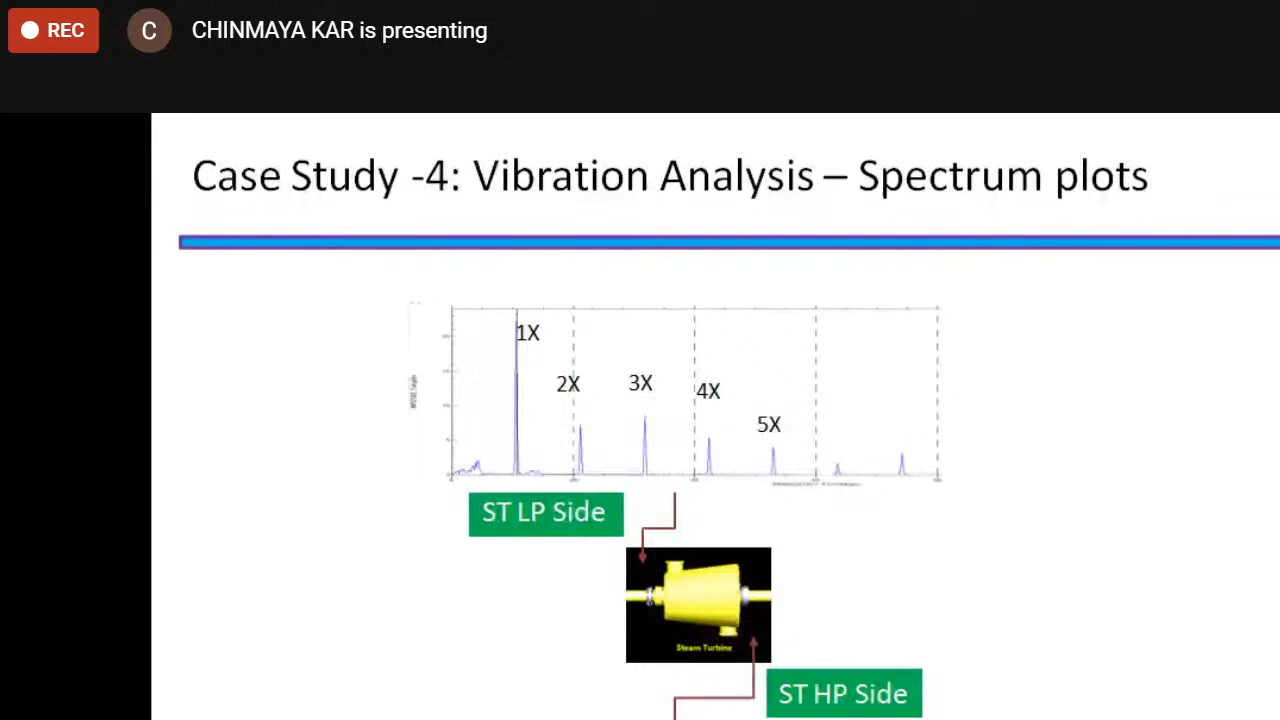 REC
C
CHINMAYA KAR is presenting
Case Study -4: Vibration Analysis – Spectrum plots
1X
2X
3X
4X
5X
ST LP Side
Steam Turbine
ST HP Side